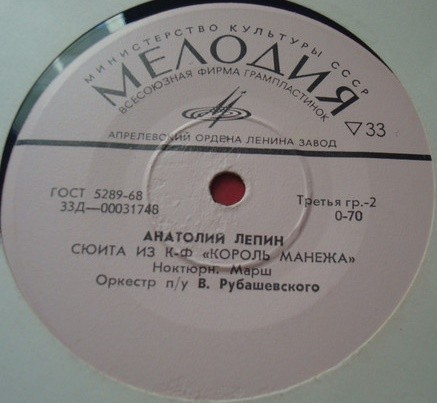 МИНИСТЕРСТВО КУЛЬТУРЫ СССР
МЕЛОДИЯ
ВСЕСОЮЗНАЯ ФИРМА ГРАМПЛАСТИНОК
АПРЕЛЕВСКИЙ ОРДЕНА ЛЕНИНА ЗАВОД
▽33
ГОСТ 5289-68
33Д—00031748
Третья гр.-2
0-70
АНАТОЛИЙ ЛЕПИН
СЮИТА ИЗ К-Ф «КОРОЛЬ МАНЕЖА»
Ноктюрн. Марш
Оркестр п/у В. Рубашевского